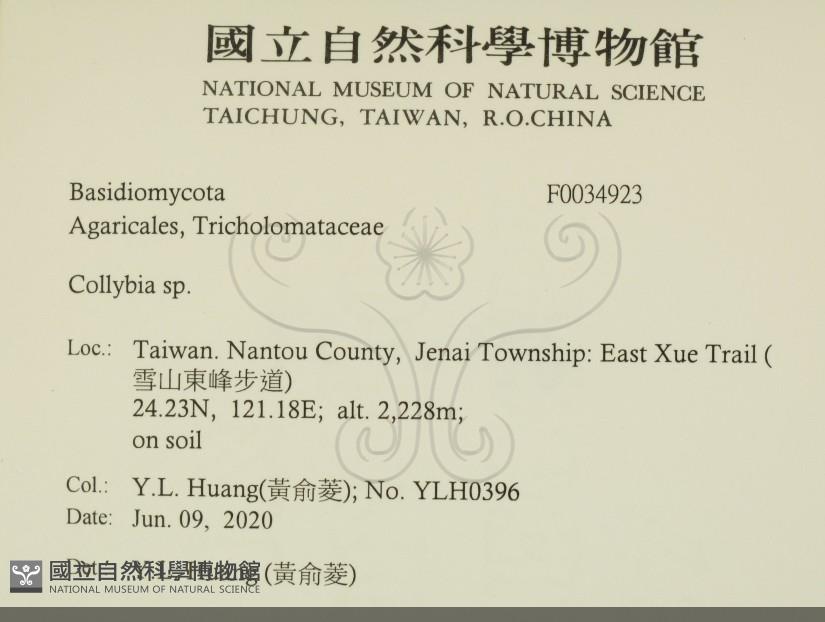 國立自然科學博物館
NATIONAL MUSEUM OF NATURAL SCIENCE
TAICHUNG, TAIWAN, R.O.CHINA
Basidiomycota F0034923
Agaricales, Tricholomataceae
Collybia sp.
Loc.: Taiwan. Nantou County, Jenai Township: East Xue Trail (
雪山東峰步道)
24.23N, 121.18E; alt. 2,228m;
on soil
Col.: Y.L. Huang(黃俞菱); No. YLH0396
Date: Jun. 09, 2020
Det.: Y.L. Huang (黃俞菱)
國立自然科學博物館
NATIONAL MUSEUM OF NATURAL SCIENCE